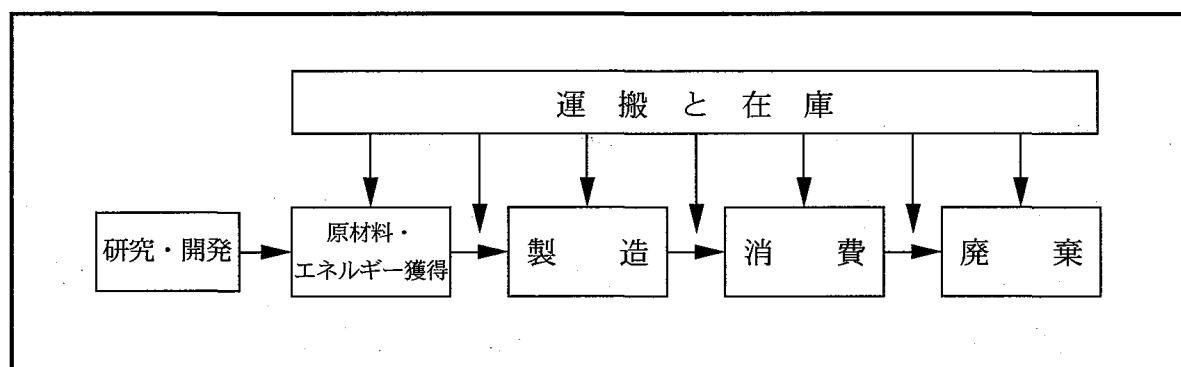 運搬と在庫
研究・開発
原材料・
エネルギー獲得
製造
消費
廃棄